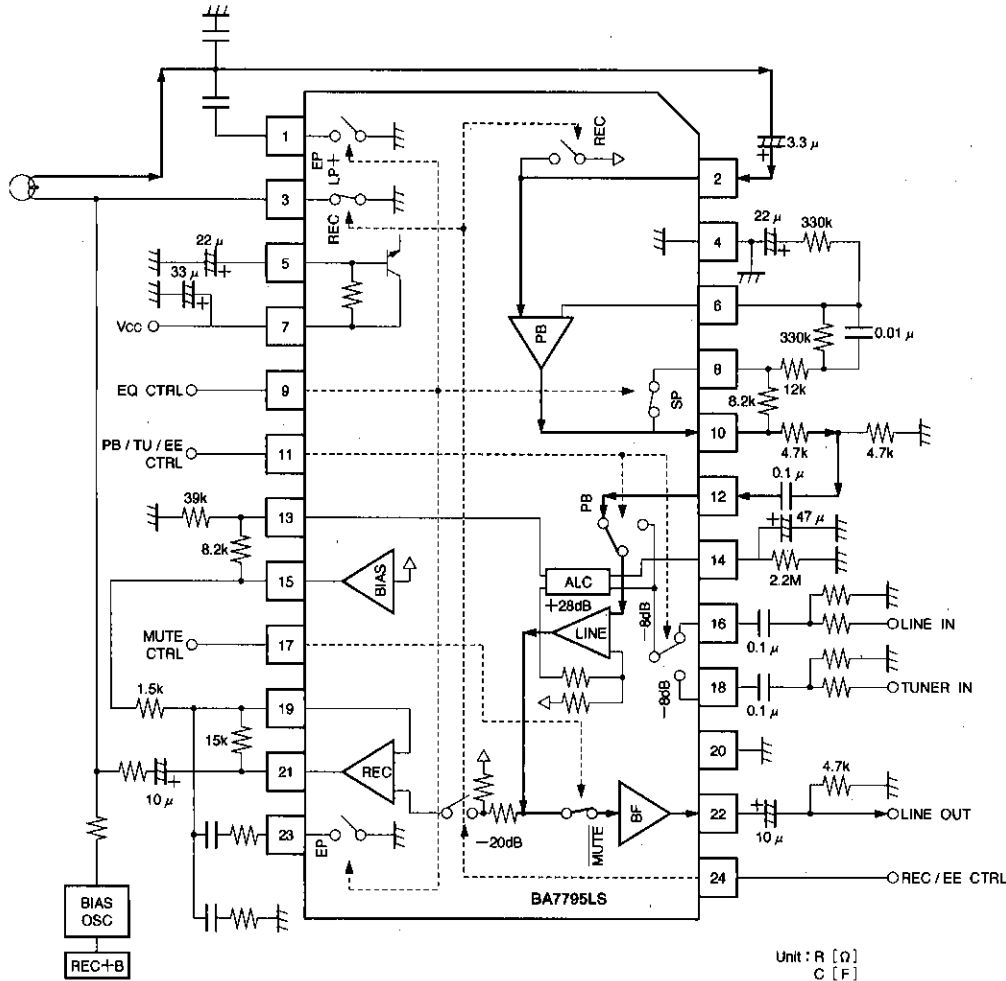 3.3 μ
1
EP
LP+
REC
2
3
REC
4
22 μ
330k
5
22 μ
6
33 μ
Vcc
7
PB
330k
0.01 μ
8
12k
EQ CTRL
9
SP
8.2k
10
4.7k
4.7k
PB / TU / EE
CTRL
11
0.1 μ
12
PB
39k
13
47 μ
14
2.2M
8.2k
ALC
15
BIAS
+28dB
-8dB
16
LINE IN
0.1 μ
MUTE
CTRL
17
LINE
18
TUNER IN
0.1 μ
-8dB
1.5k
19
20
15k
21
REC
4.7k
10 μ
22
LINE OUT
10 μ
BF
23
EP
-20dB
MUTE
24
REC / EE CTRL
BIAS
OSC
BA7795LS
REC+B
Unit : R [Ω]
C [F]